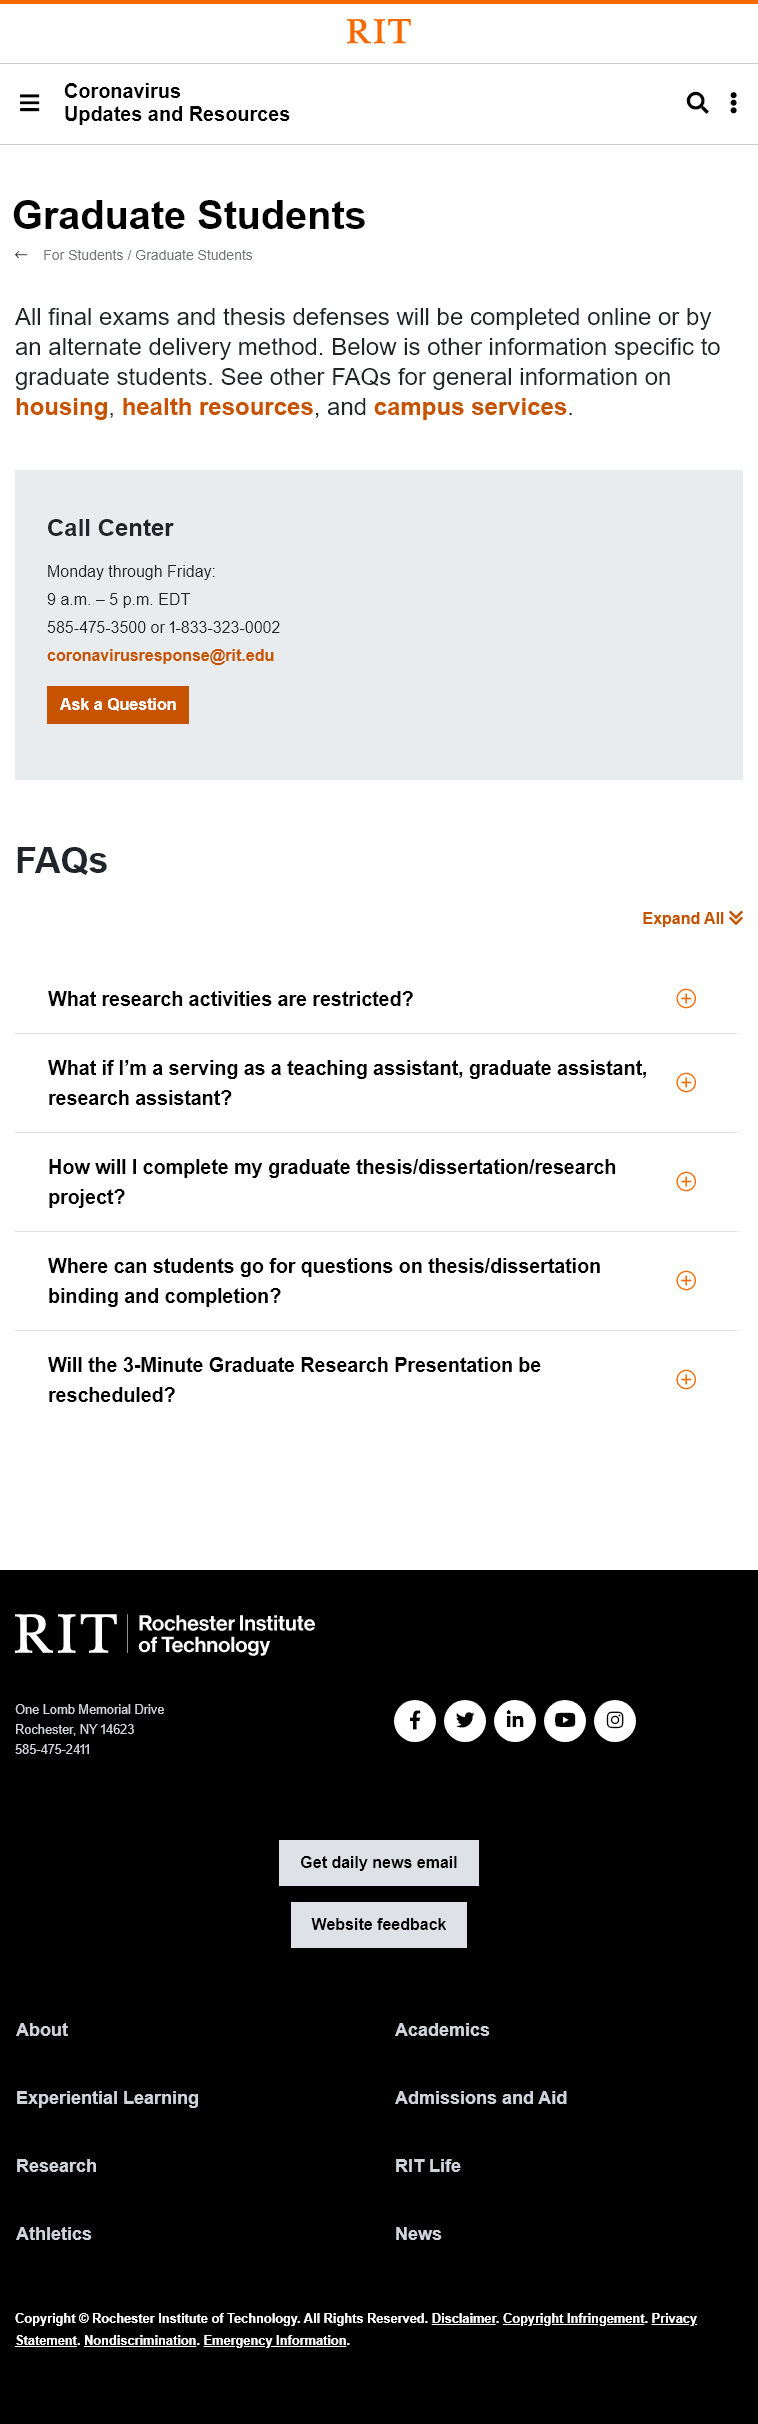 RIT
Coronavirus
Updates and Resources
Graduate Students
For Students / Graduate Students
All final exams and thesis defenses will be completed online or by
an alternate delivery method. Below is other information specific to
graduate students. See other FAQs for general information on
housing, health resources, and campus services.
Call Center
Monday through Friday:
9 a.m. – 5 p.m. EDT
585-475-3500 or 1-833-323-0002
coronavirusresponse@rit.edu
Ask a Question
FAQs
Expand All
What research activities are restricted?
What if I’m a serving as a teaching assistant, graduate assistant,
research assistant?
How will I complete my graduate thesis/dissertation/research
project?
Where can students go for questions on thesis/dissertation
binding and completion?
Will the 3-Minute Graduate Research Presentation be
rescheduled?
RIT Rochester Institute
of Technology
One Lomb Memorial Drive
Rochester, NY 14623
585-475-2411
Get daily news email
Website feedback
About
Academics
Experiential Learning
Admissions and Aid
Research
RIT Life
Athletics
News
Copyright © Rochester Institute of Technology. All Rights Reserved. Disclaimer. Copyright Infringement. Privacy
Statement. Nondiscrimination. Emergency Information.